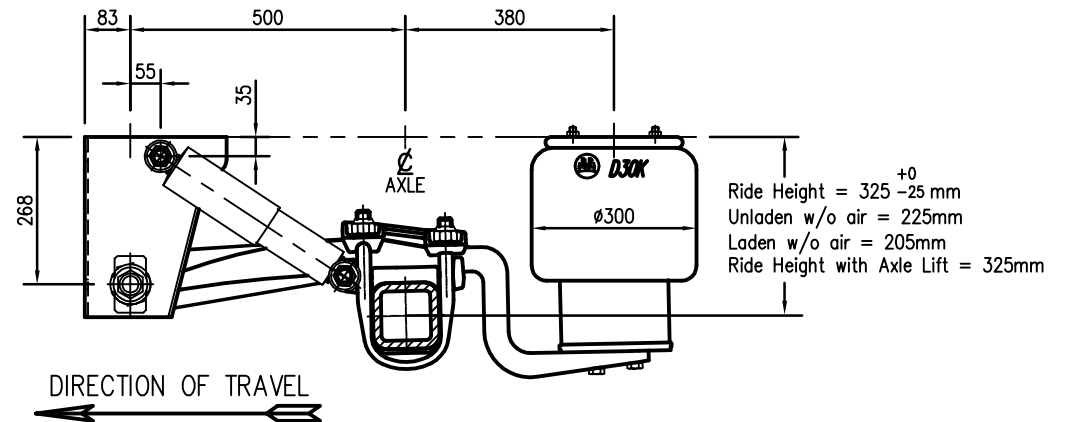 83
500
380
55
35
268
℄
AXLE
D30K
ø300
Ride Height = 325 +0 -25 mm
Unladen w/o air = 225mm
Laden w/o air = 205mm
Ride Height with Axle Lift = 325mm
DIRECTION OF TRAVEL